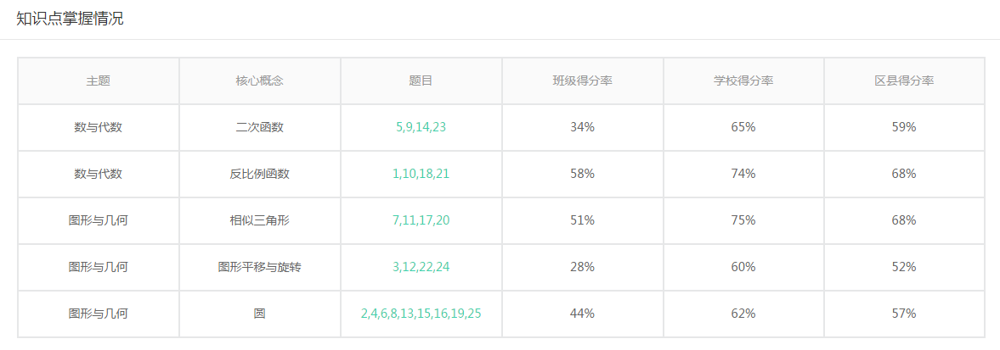 知识点掌握情况
主题 核心概念 题目 班级得分率 学校得分率 区县得分率
数与代数 二次函数 5,9,14,23 34% 65% 59%
数与代数 反比例函数 1,10,18,21 58% 74% 68%
图形与几何 相似三角形 7,11,17,20 51% 75% 68%
图形与几何 图形平移与旋转 3,12,22,24 28% 60% 52%
图形与几何 圆 2,4,6,8,13,15,16,19,25 44% 62% 57%